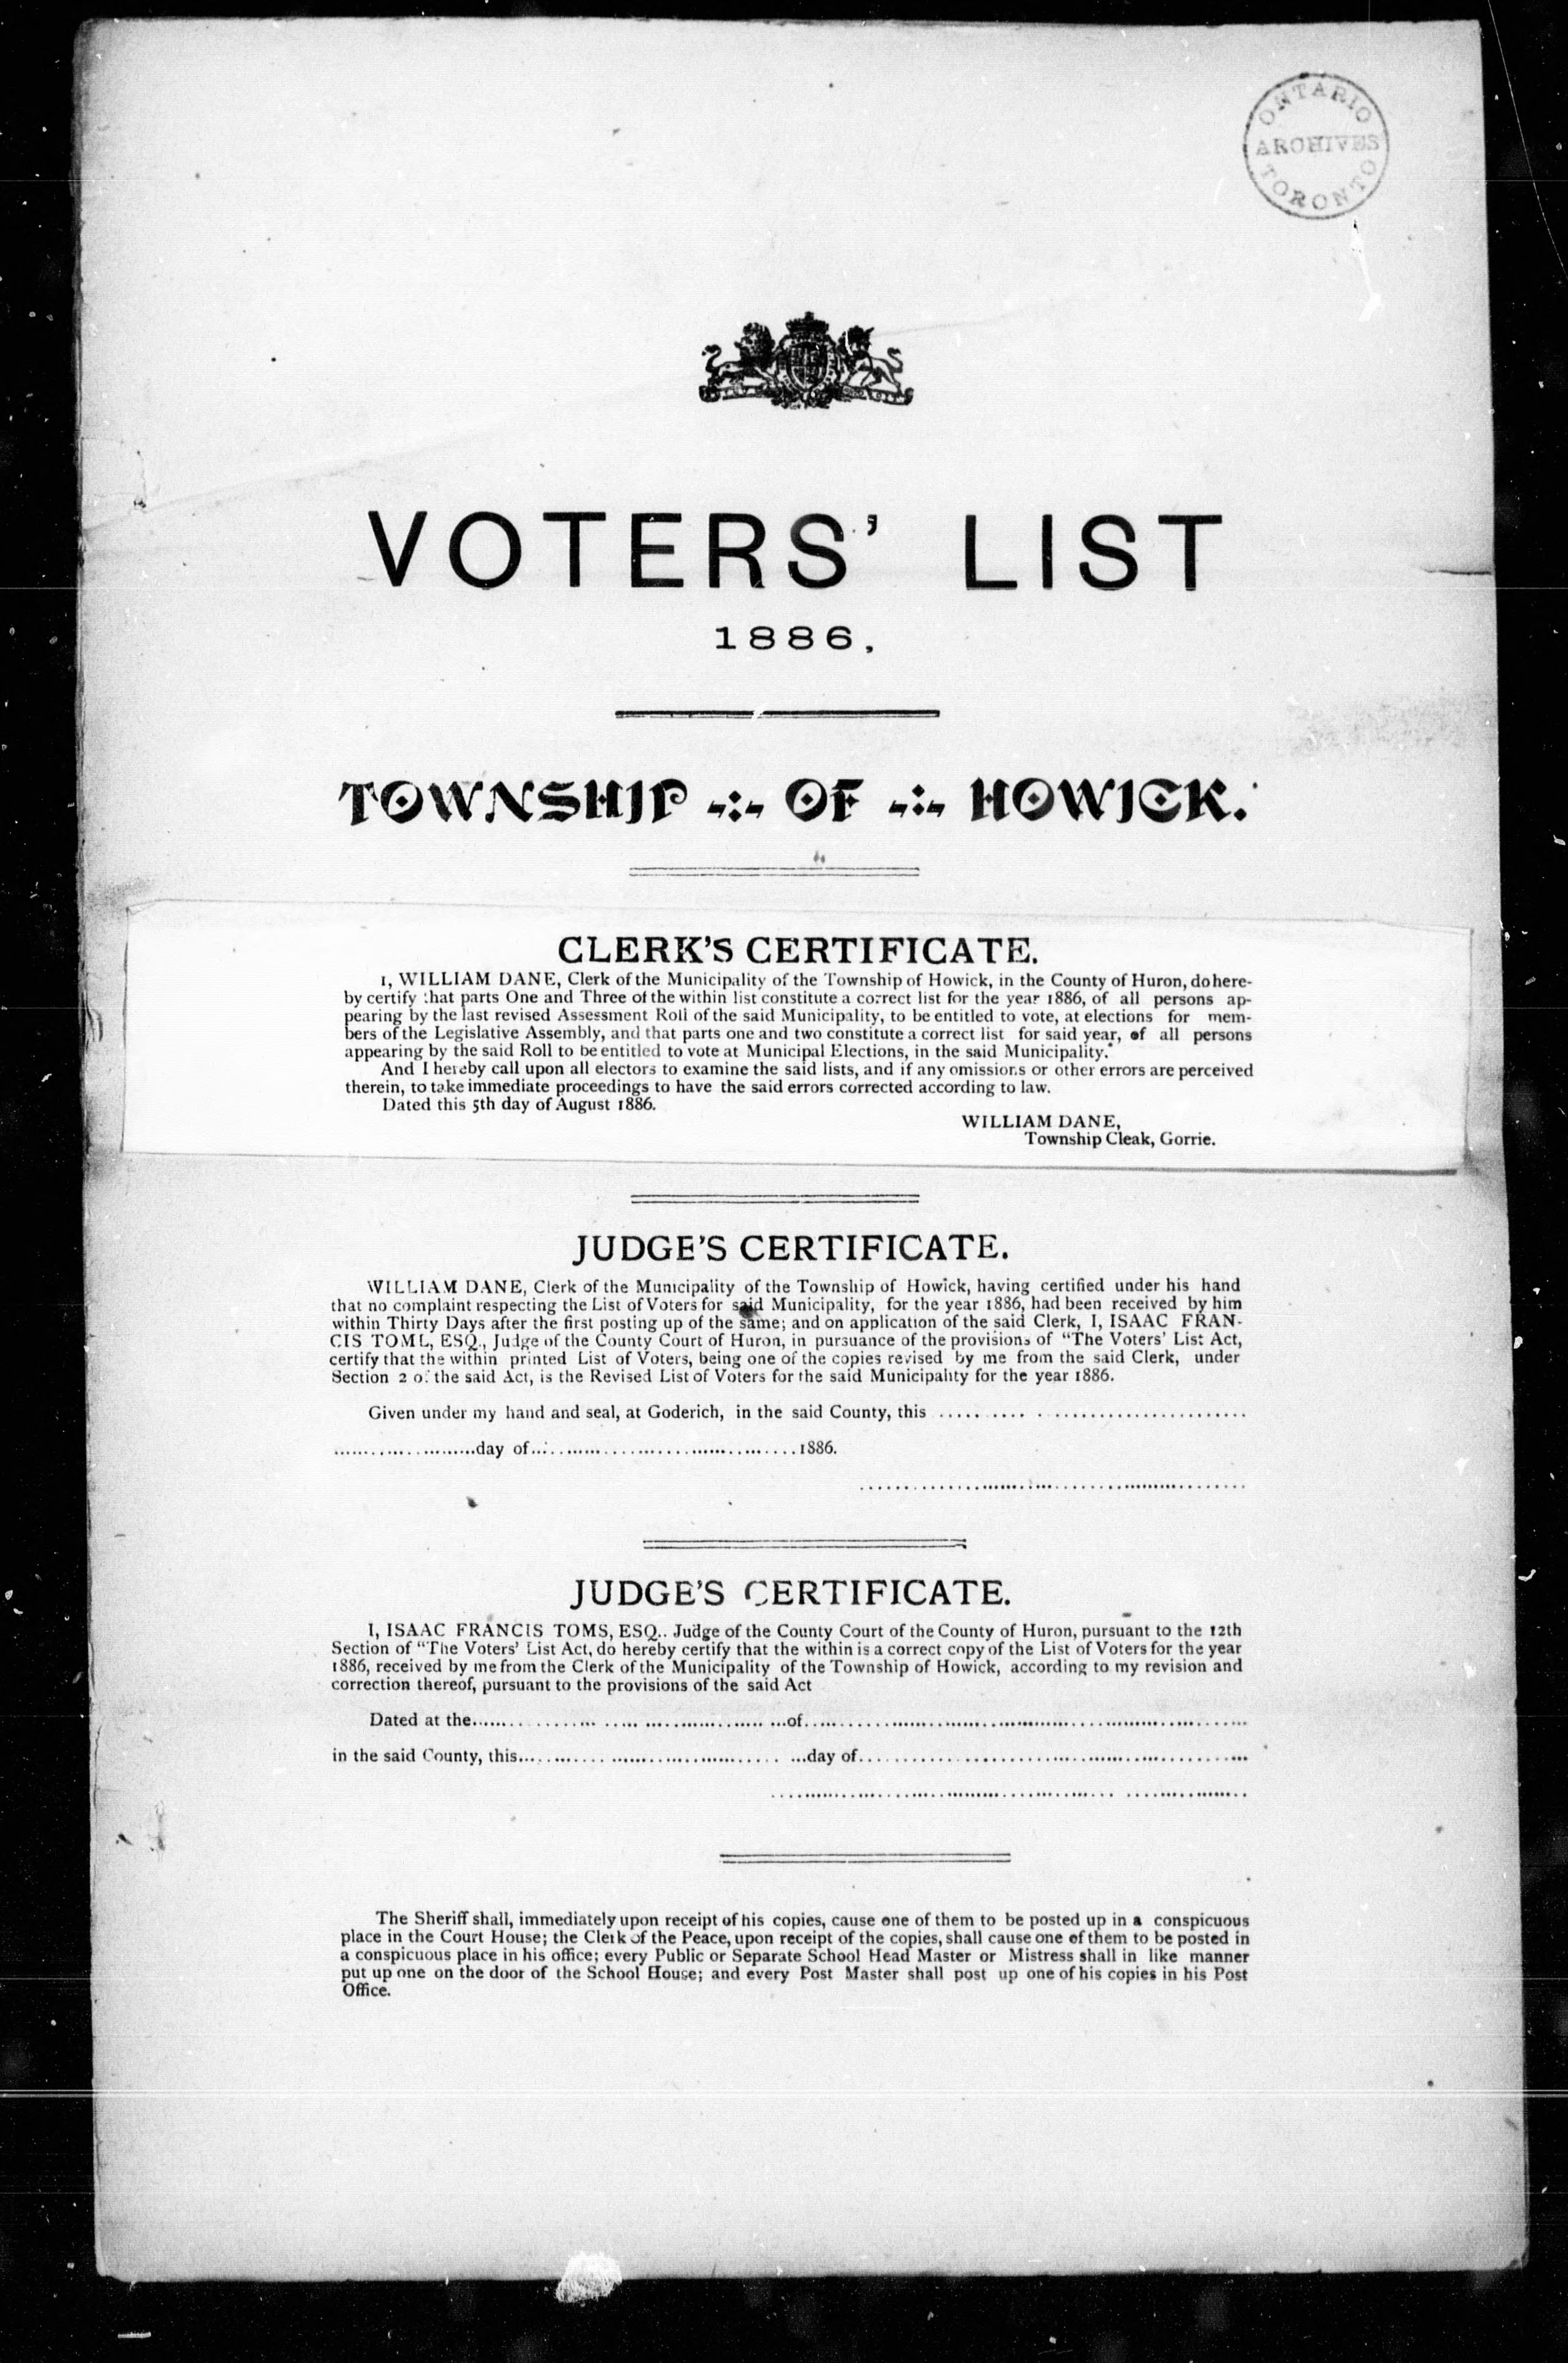 ONTARIO
ARCHIVES
TORONTO
VOTERS' LIST
1886.
TOWNSHIP -:- OF -:- HOWICK.
CLERK'S CERTIFICATE.
I, WILLIAM DANE, Clerk of the Municipality of the Township of Howick, in the County of Huron, do here-
by certify that parts One and Three of the within list constitute a correct list for the year 1886, of all persons ap-
pearing by the last revised Assessment Roll of the said Municipality, to be entitled to vote, at elections for mem-
bers of the Legislative Assembly, and that parts one and two constitute a correct list for said year, of all persons
appearing by the said Roll to be entitled to vote at Municipal Elections, in the said Municipality.
And I hereby call upon all electors to examine the said lists, and if any omissions or other errors are perceived
therein, to take immediate proceedings to have the said errors corrected according to law.
Dated this 5th day of August 1886.
WILLIAM DANE,
Township Cleak, Gorrie.
JUDGE'S CERTIFICATE.
WILLIAM DANE, Clerk of the Municipality of the Township of Howick, having certified under his hand
that no complaint respecting the List of Voters for said Municipality, for the year 1886, had been received by him
within Thirty Days after the first posting up of the same; and on application of the said Clerk, I, ISAAC FRAN-
CIS TOML, ESQ., Judge of the County Court of Huron, in pursuance of the provisions of "The Voters' List Act,
certify that the within printed List of Voters, being one of the copies revised by me from the said Clerk, under
Section 2 of the said Act, is the Revised List of Voters for the said Municipality for the year 1886.
Given under my hand and seal, at Goderich, in the said County, this ........................................
........................day of........................................1886.
................................................
JUDGE'S CERTIFICATE.
I, ISAAC FRANCIS TOMS, ESQ.. Judge of the County Court of the County of Huron, pursuant to the 12th
Section of "The Voters' List Act, do hereby certify that the within is a correct copy of the List of Voters for the year
1886, received by me from the Clerk of the Municipality of the Township of Howick, according to my revision and
correction thereof, pursuant to the provisions of the said Act
Dated at the........................................of................................................
in the said County, this........................................day of........................................
................................................
The Sheriff shall, immediately upon receipt of his copies, cause one of them to be posted up in a conspicuous
place in the Court House; the Clerk of the Peace, upon receipt of the copies, shall cause one of them to be posted in
a conspicuous place in his office; every Public or Separate School Head Master or Mistress shall in like manner
put up one on the door of the School House; and every Post Master shall post up one of his copies in his Post
Office.